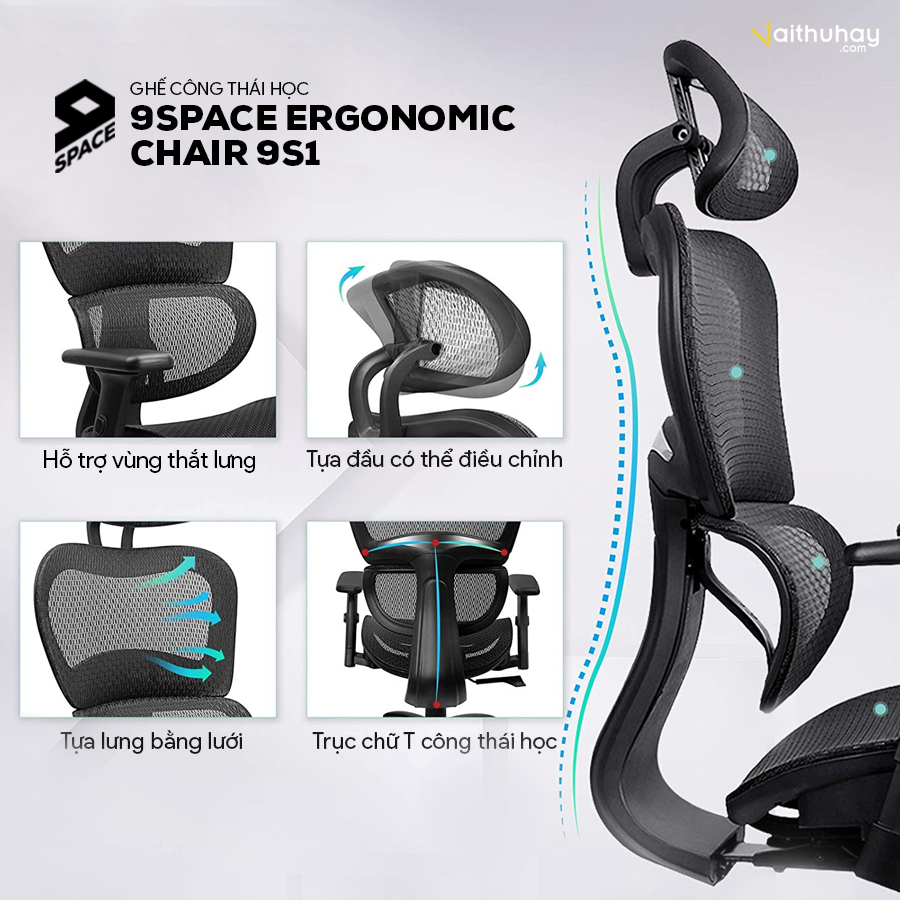 Vaithuhay
.com
GHẾ CÔNG THÁI HỌC
9SPACE ERGONOMIC
CHAIR 9S1
SPACE
Hỗ trợ vùng thắt lưng
Tựa đầu có thể điều chỉnh
Tựa lưng bằng lưới
Trục chữ T công thái học